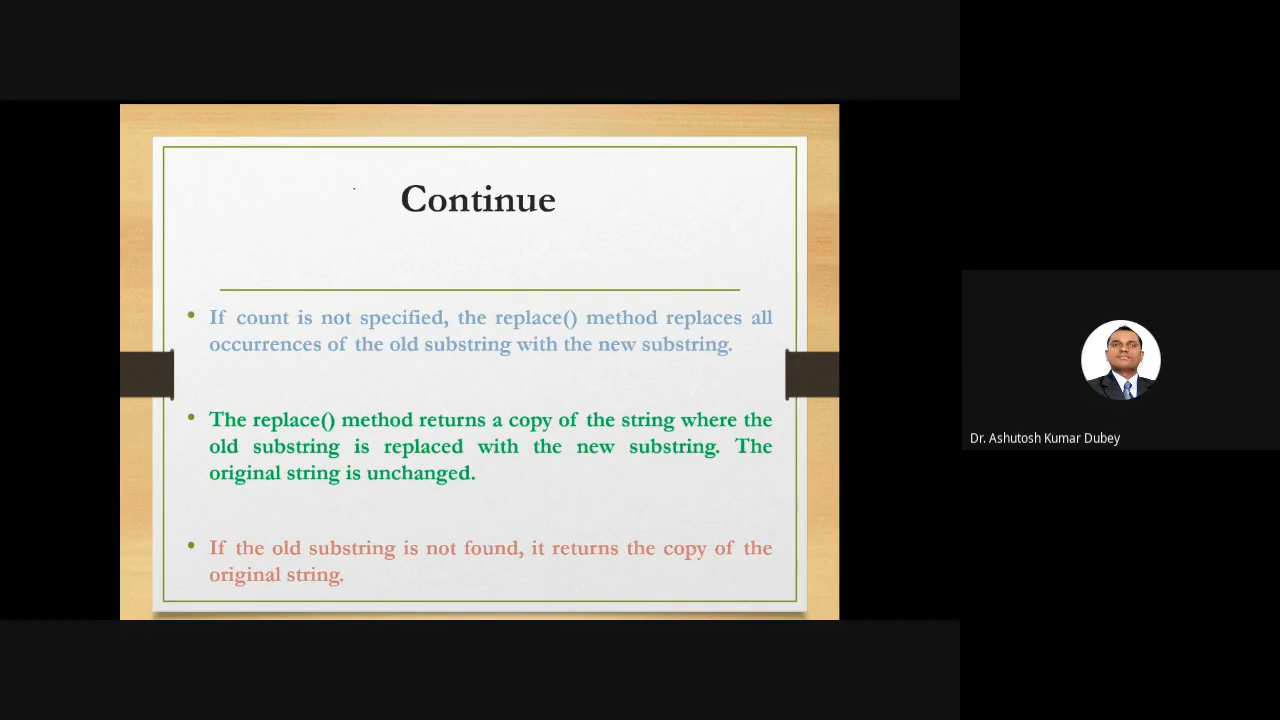 Continue
• If count is not specified, the replace() method replaces all
occurrences of the old substring with the new substring.
• The replace() method returns a copy of the string where the
old substring is replaced with the new substring. The
original string is unchanged.
• If the old substring is not found, it returns the copy of the
original string.
Dr. Ashutosh Kumar Dubey